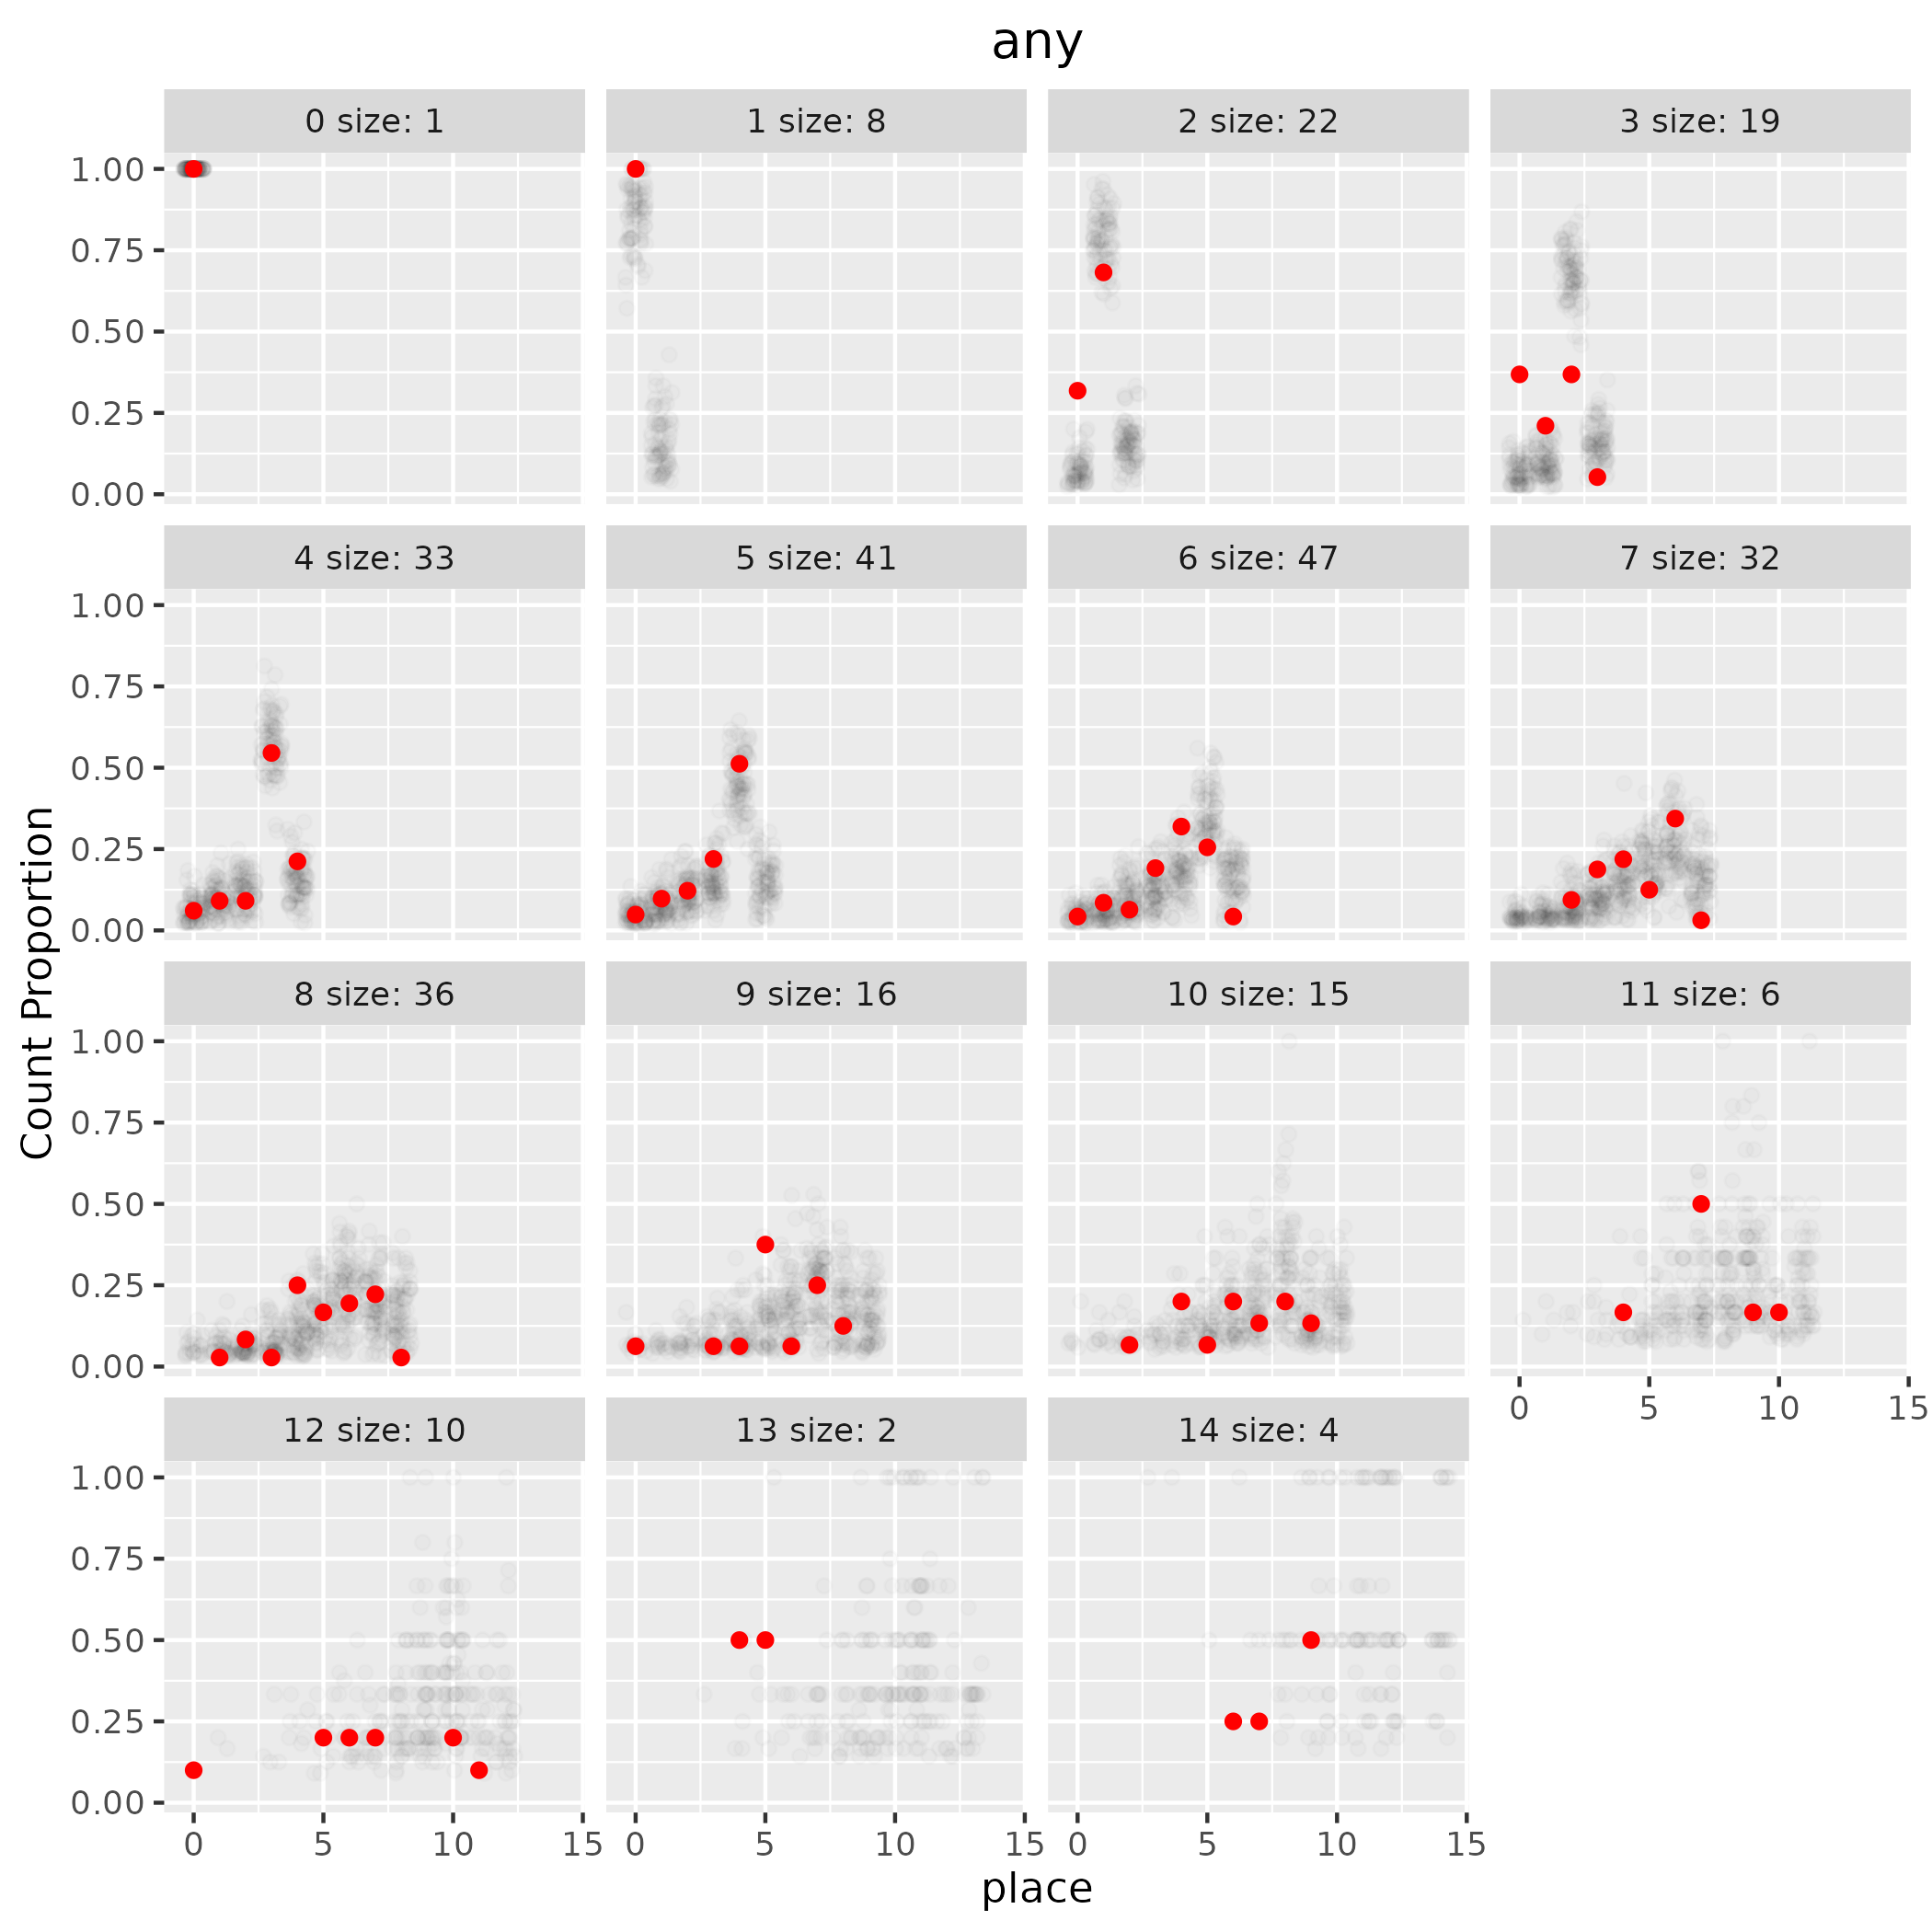 any
0 size: 1
1 size: 8
2 size: 22
3 size: 19
1.00
0.75
0.50
0.25
0.00
4 size: 33
5 size: 41
6 size: 47
7 size: 32
1.00
0.75
0.50
0.25
0.00
Count Proportion
8 size: 36
9 size: 16
10 size: 15
11 size: 6
1.00
0.75
0.50
0.25
0.00
0 5 10 15
12 size: 10
13 size: 2
14 size: 4
1.00
0.75
0.50
0.25
0.00
0 5 10 15
0 5 10 15
0 5 10 15
place